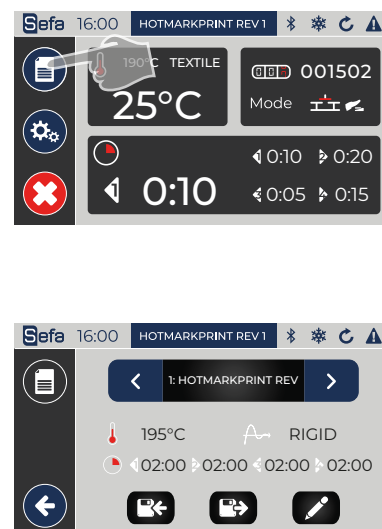 Sefa 16:00 HOTMARKPRINT REV 1
190°C TEXTILE
25°C
001502
Mode
0:10 0:20
1 0:10
0:05 0:15
Sefa 16:00 HOTMARKPRINT REV 1
1: HOTMARKPRINT REV
195°C RIGID
02:00 02:00 02:00 02:00